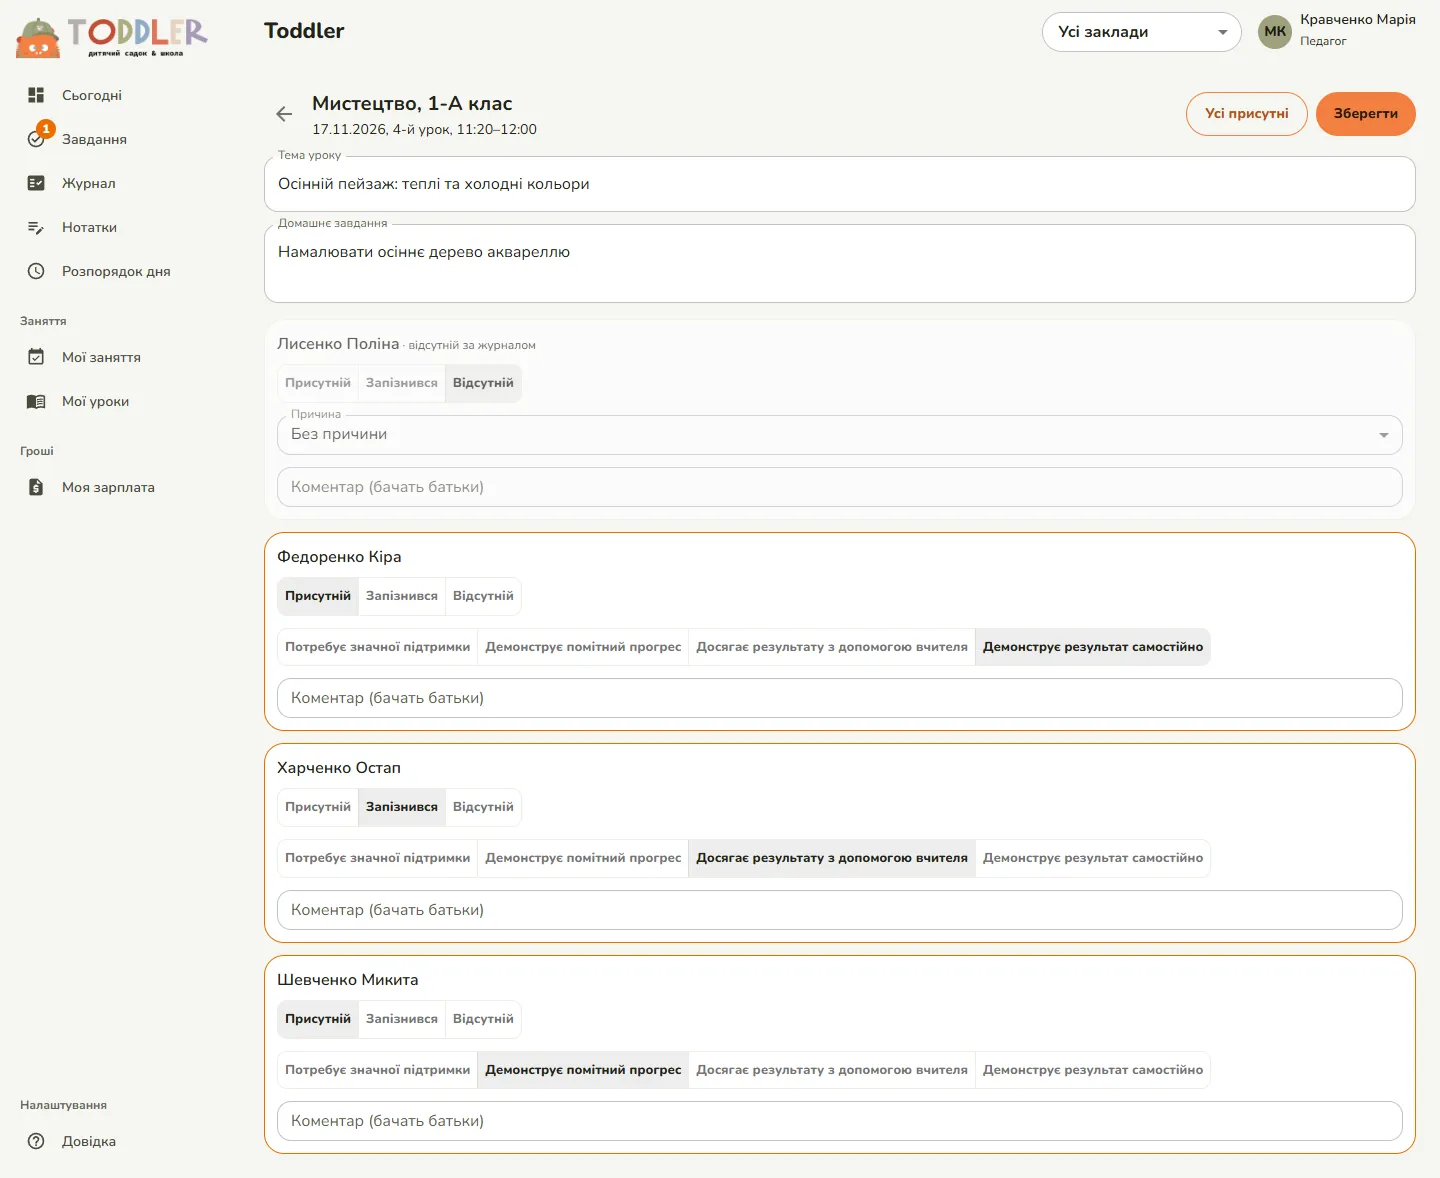 TODDLER
дитячий садок & школа
Toddler
Усі заклади
МК
Кравченко Марія
Педагог
Сьогодні
1
Завдання
Журнал
Нотатки
Розпорядок дня
Заняття
Мої заняття
Мої уроки
Гроші
Моя зарплата
Налаштування
Довідка
Мистецтво, 1-А клас
17.11.2026, 4-й урок, 11:20–12:00
Усі присутні
Зберегти
Тема уроку
Осінній пейзаж: теплі та холодні кольори
Домашнє завдання
Намалювати осіннє дерево аквареллю
Лисенко Поліна · відсутній за журналом
Присутній Запізнився Відсутній
Причина
Без причини
Коментар (бачать батьки)
Федоренко Кіра
Присутній Запізнився Відсутній
Потребує значної підтримки Демонструє помітний прогрес Досягає результату з допомогою вчителя Демонструє результат самостійно
Коментар (бачать батьки)
Харченко Остап
Присутній Запізнився Відсутній
Потребує значної підтримки Демонструє помітний прогрес Досягає результату з допомогою вчителя Демонструє результат самостійно
Коментар (бачать батьки)
Шевченко Микита
Присутній Запізнився Відсутній
Потребує значної підтримки Демонструє помітний прогрес Досягає результату з допомогою вчителя Демонструє результат самостійно
Коментар (бачать батьки)